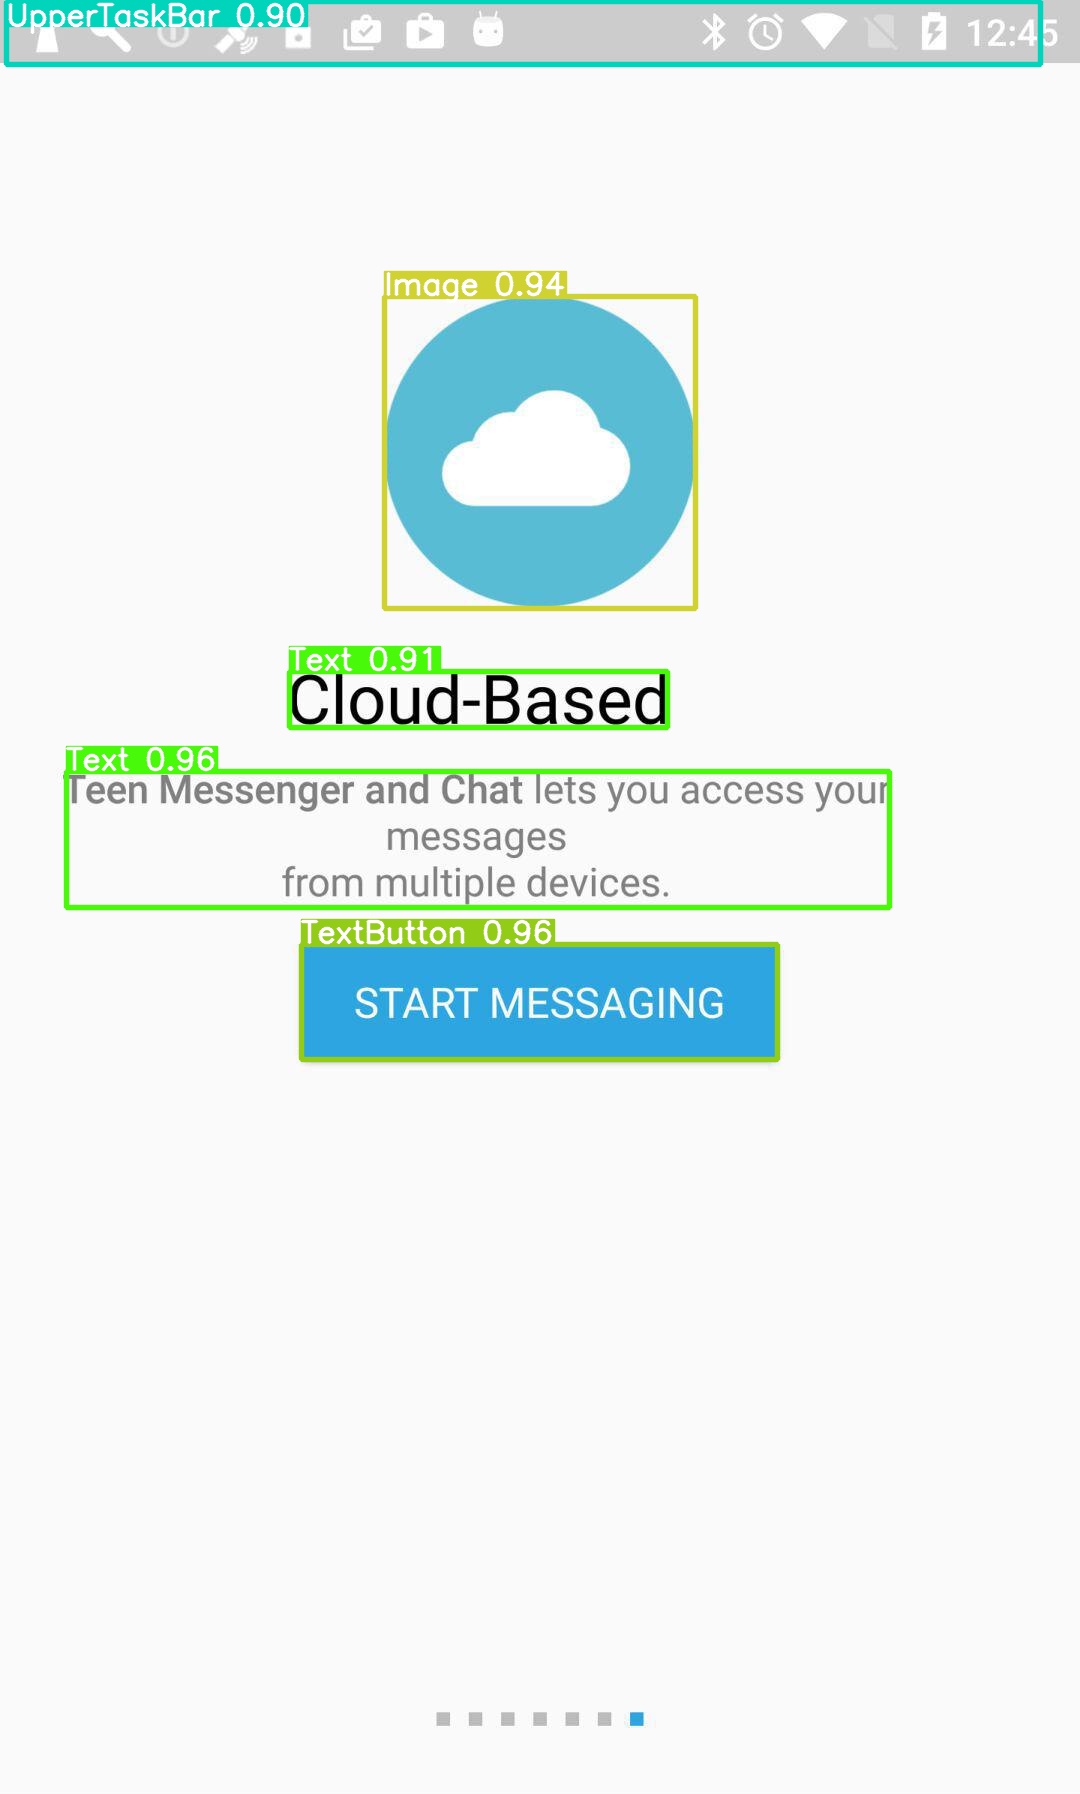 UpperTaskBar 0.90
12:45
Image 0.94
Text 0.91
Cloud-Based
Text 0.96
Teen Messenger and Chat lets you access your
messages
from multiple devices.
TextButton 0.96
START MESSAGING